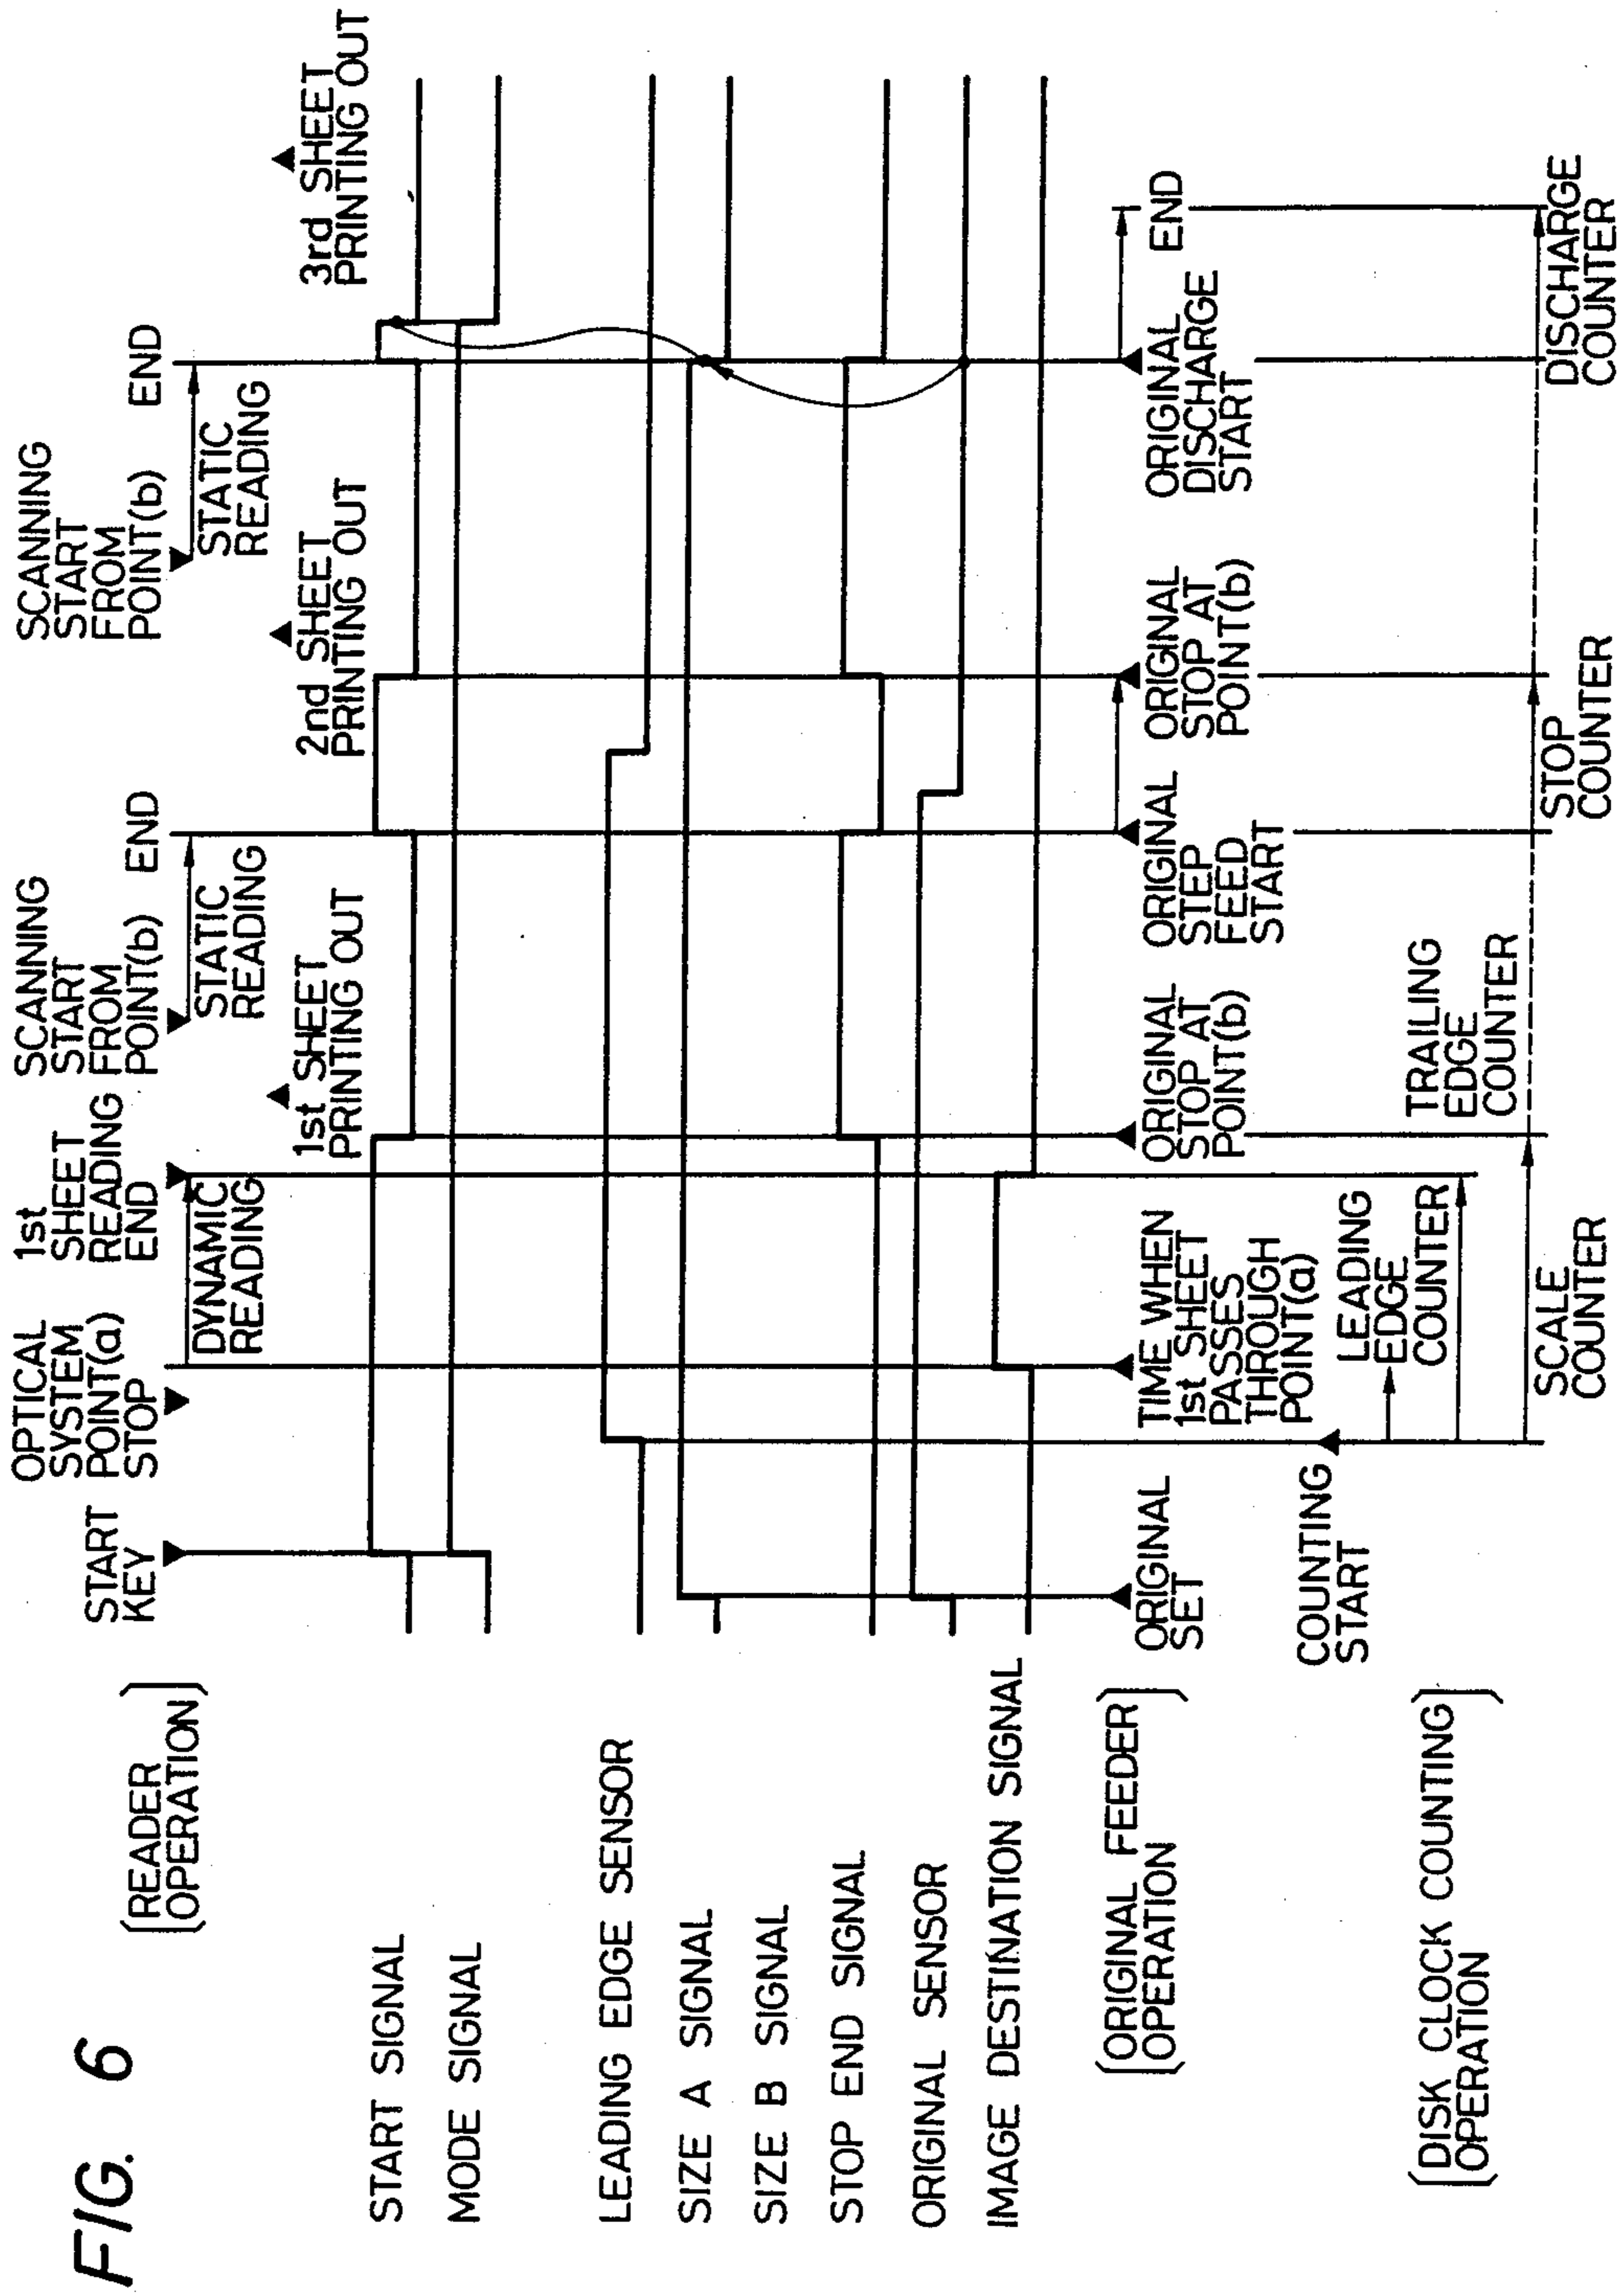 FIG. 6
(READER
OPERATION)
START
KEY
OPTICAL
SYSTEM
POINT(a)
STOP
DYNAMIC
READING
1st
SHEET
READING
END
SCANNING
START
FROM
POINT(b)
END
STATIC
READING
SCANNING
START
FROM
POINT(b)
END
STATIC
READING
1st SHEET
PRINTING OUT
2nd SHEET
PRINTING OUT
3rd SHEET
PRINTING OUT
START SIGNAL
MODE SIGNAL
LEADING EDGE SENSOR
SIZE A SIGNAL
SIZE B SIGNAL
STOP END SIGNAL
ORIGINAL SENSOR
IMAGE DESTINATION SIGNAL
(ORIGINAL FEEDER
OPERATION)
ORIGINAL
SET
TIME WHEN
1st SHEET
PASSES
THROUGH
POINT(a)
ORIGINAL
STOP AT
POINT(b)
ORIGINAL
STEP
FEED
START
ORIGINAL
STOP AT
POINT(b)
ORIGINAL
DISCHARGE
START
END
(DISK CLOCK COUNTING
OPERATION)
COUNTING
START
LEADING
EDGE
COUNTER
SCALE
COUNTER
TRAILING
EDGE
COUNTER
STOP
COUNTER
DISCHARGE
COUNTER